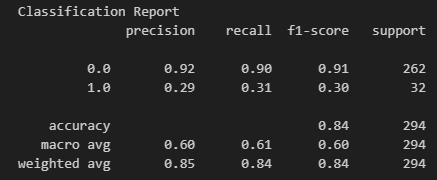 Classification Report
precision recall f1-score support
0.0 0.92 0.90 0.91 262
1.0 0.29 0.31 0.30 32
accuracy 0.84 294
macro avg 0.60 0.61 0.60 294
weighted avg 0.85 0.84 0.84 294